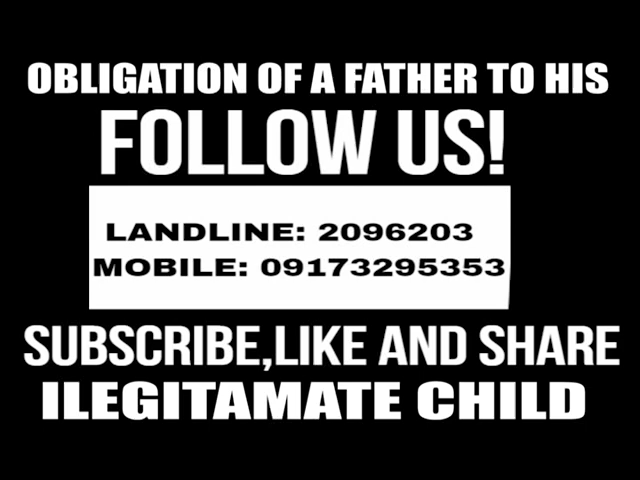 OBLIGATION OF A FATHER TO HIS
FOLLOW US!
LANDLINE: 2096203
MOBILE: 09173295353
SUBSCRIBE,LIKE AND SHARE
ILEGITAMATE CHILD